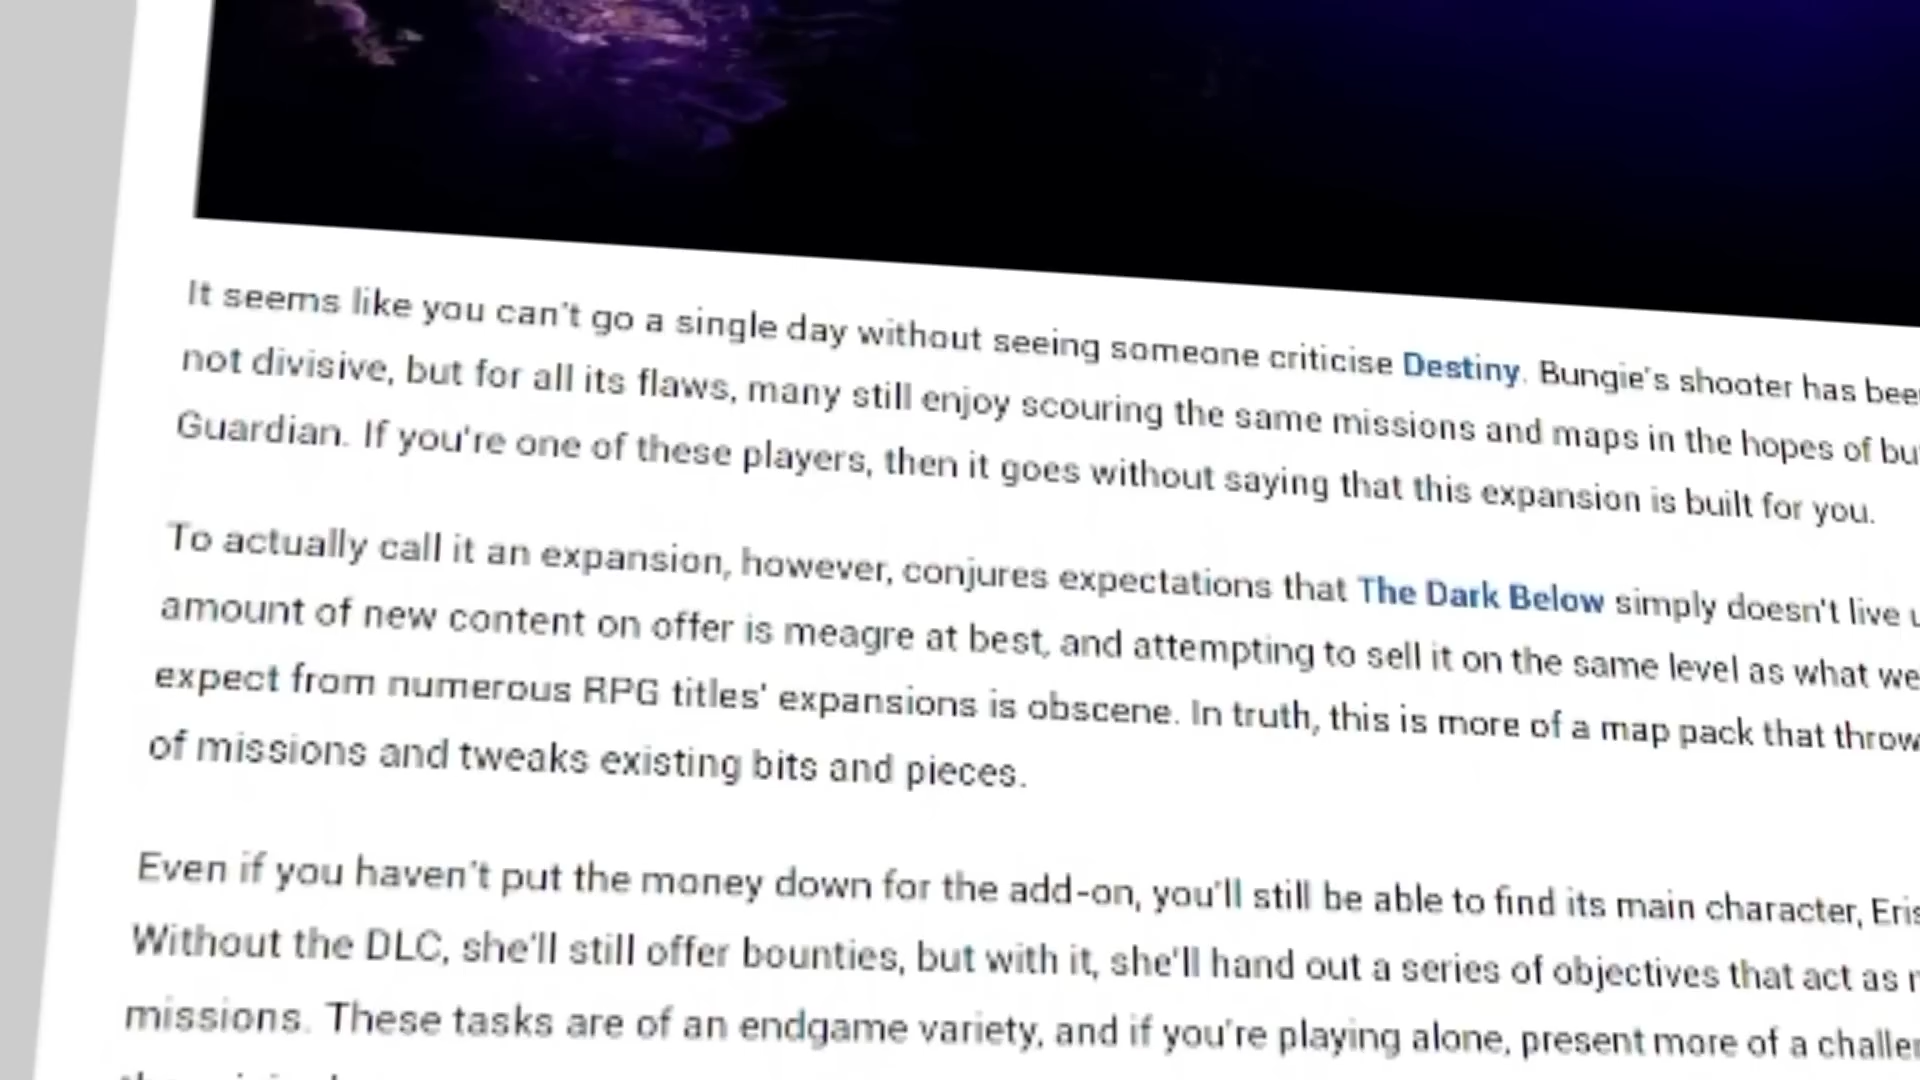 It seems like you can't go a single day without seeing someone criticise Destiny. Bungie's shooter has been
not divisive, but for all its flaws, many still enjoy scouring the same missions and maps in the hopes of bu
Guardian. If you're one of these players, then it goes without saying that this expansion is built for you.
To actually call it an expansion, however, conjures expectations that The Dark Below simply doesn't live u
amount of new content on offer is meagre at best, and attempting to sell it on the same level as what we
expect from numerous RPG titles' expansions is obscene. In truth, this is more of a map pack that throw
of missions and tweaks existing bits and pieces.
Even if you haven't put the money down for the add-on, you'll still be able to find its main character, Eris
Without the DLC, she'll still offer bounties, but with it, she'll hand out a series of objectives that act as
missions. These tasks are of an endgame variety, and if you're playing alone, present more of a challen